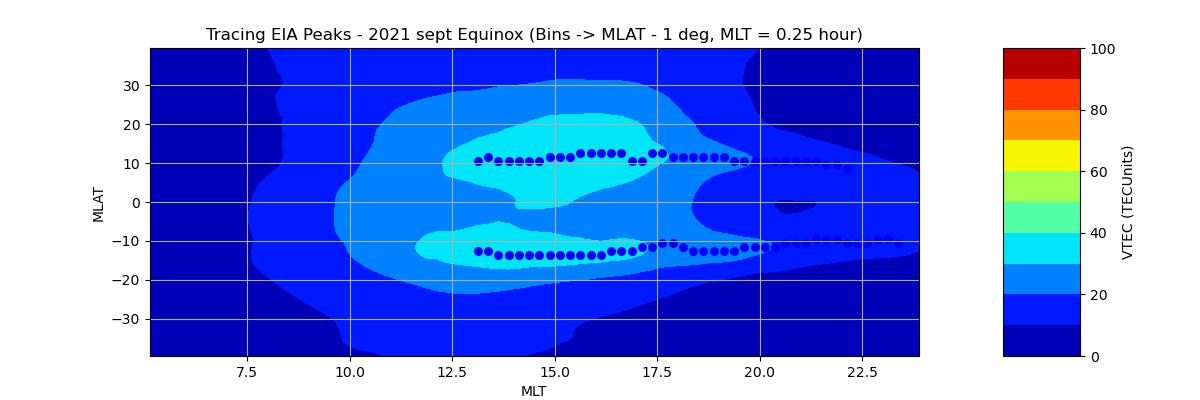 Tracing EIA Peaks - 2021 sept Equinox (Bins -> MLAT - 1 deg, MLT = 0.25 hour)
30
20
10
0
−10
−20
−30
MLAT
7.5 10.0 12.5 15.0 17.5 20.0 22.5
MLT
100
80
60
40
20
0
VTEC (TECUnits)